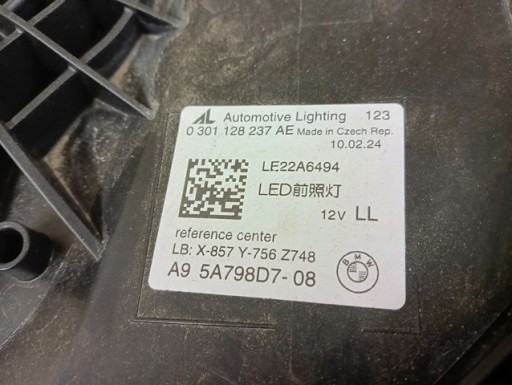 AL Automotive Lighting 123
0 301 128 237 AE Made in Czech Rep.
10.02.24
LE22A6494
LED前照灯
12V LL
reference center
LB: X-857 Y-756 Z748
A9 5A798D7-08
BMW